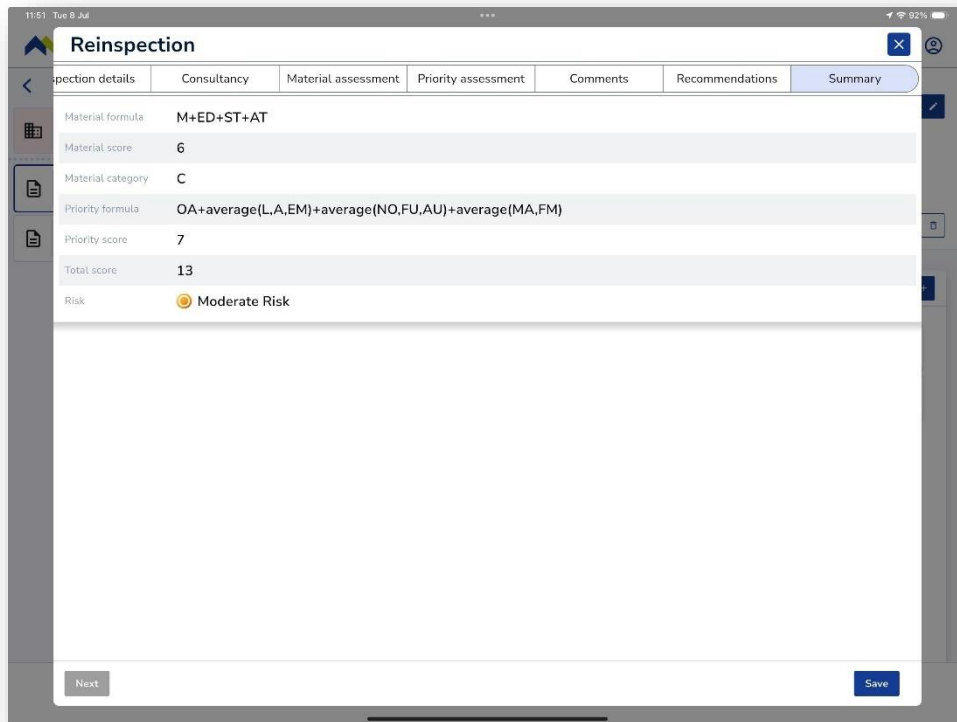 11:51 Tue 8 Jul
92%
Reinspection
spection details Consultancy Material assessment Priority assessment Comments Recommendations Summary
Material formula M+ED+ST+AT
Material score 6
Material category C
Priority formula OA+average(L,A,EM)+average(NO,FU,AU)+average(MA,FM)
Priority score 7
Total score 13
Risk Moderate Risk
Next Save